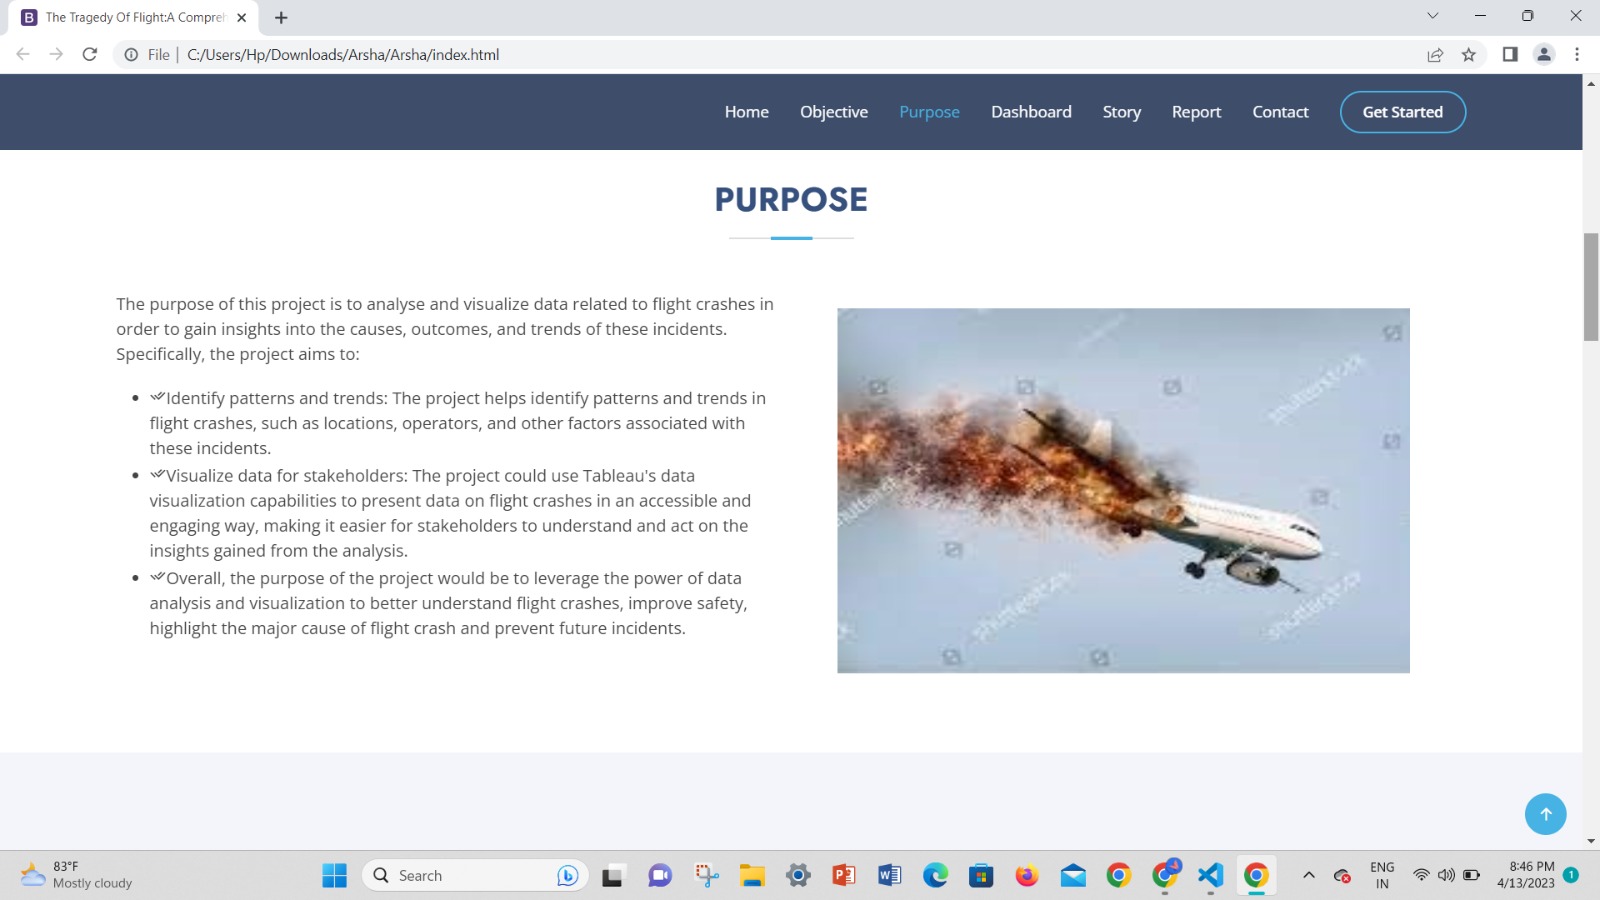 The Tragedy Of Flight:A Compreh
File
C:/Users/Hp/Downloads/Arsha/Arsha/index.html
Home Objective Purpose Dashboard Story Report Contact Get Started
PURPOSE
The purpose of this project is to analyse and visualize data related to flight crashes in
order to gain insights into the causes, outcomes, and trends of these incidents.
Specifically, the project aims to:
Identify patterns and trends: The project helps identify patterns and trends in
flight crashes, such as locations, operators, and other factors associated with
these incidents.
Visualize data for stakeholders: The project could use Tableau's data
visualization capabilities to present data on flight crashes in an accessible and
engaging way, making it easier for stakeholders to understand and act on the
insights gained from the analysis.
Overall, the purpose of the project would be to leverage the power of data
analysis and visualization to better understand flight crashes, improve safety,
highlight the major cause of flight crash and prevent future incidents.
shutterstock
shutterstock
shutterstock
83°F
Mostly cloudy
Search
ENG
IN
8:46 PM
4/13/2023
1